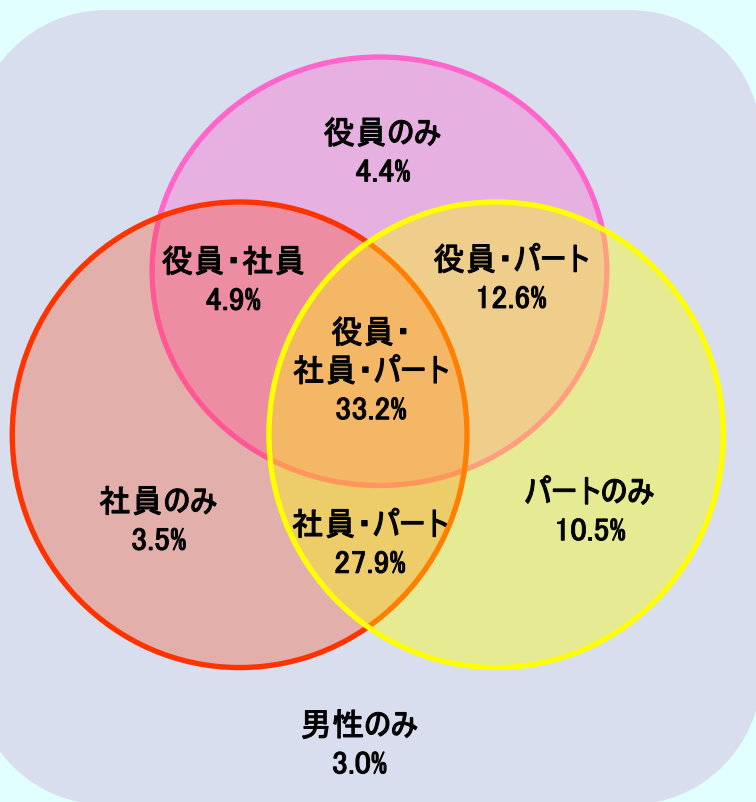 役員のみ
4.4%
役員・社員
4.9%
役員・パート
12.6%
役員・
社員・パート
33.2%
社員のみ
3.5%
社員・パート
27.9%
パートのみ
10.5%
男性のみ
3.0%